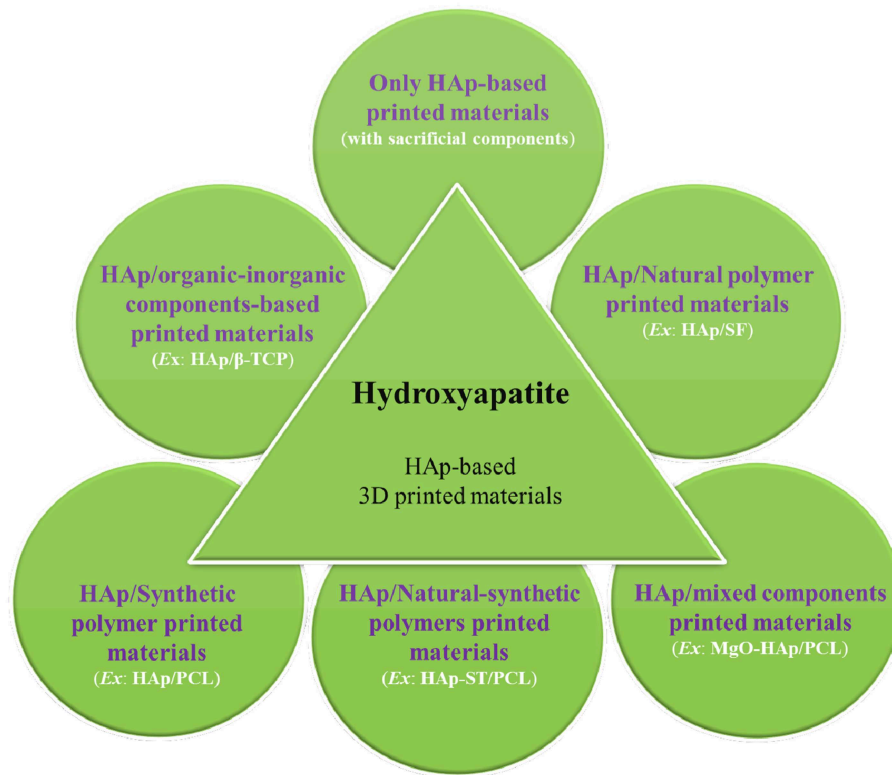 Only HAp-based
printed materials
(with sacrificial components)
HAp/organic-inorganic
components-based
printed materials
(Ex: HAp/β-TCP)
HAp/Natural polymer
printed materials
(Ex: HAp/SF)
Hydroxyapatite
HAp-based
3D printed materials
HAp/Synthetic
polymer printed
materials
(Ex: HAp/PCL)
HAp/Natural-synthetic
polymers printed
materials
(Ex: HAp-ST/PCL)
HAp/mixed components
printed materials
(Ex: MgO-HAp/PCL)